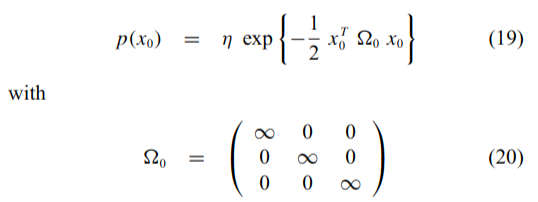 p(x₀) = η exp{−1/2 x₀ᵀ Ω₀ x₀} (19)
with
Ω₀ = ( ∞ 0 0
0 ∞ 0
0 0 ∞ ) (20)